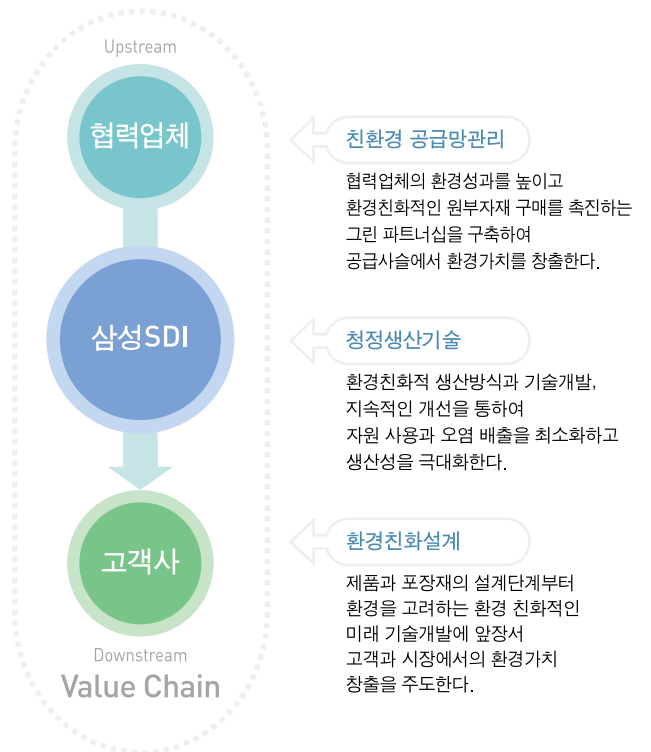 Upstream
협력업체
친환경 공급망관리
협력업체의 환경성과를 높이고
환경친화적인 원부자재 구매를 촉진하는
그린 파트너십을 구축하여
공급사슬에서 환경가치를 창출한다.
삼성SDI
청정생산기술
환경친화적 생산방식과 기술개발,
지속적인 개선을 통하여
자원 사용과 오염 배출을 최소화하고
생산성을 극대화한다.
고객사
환경친화설계
제품과 포장재의 설계단계부터
환경을 고려하는 환경 친화적인
미래 기술개발에 앞장서
고객과 시장에서의 환경가치
창출을 주도한다.
Downstream
Value Chain